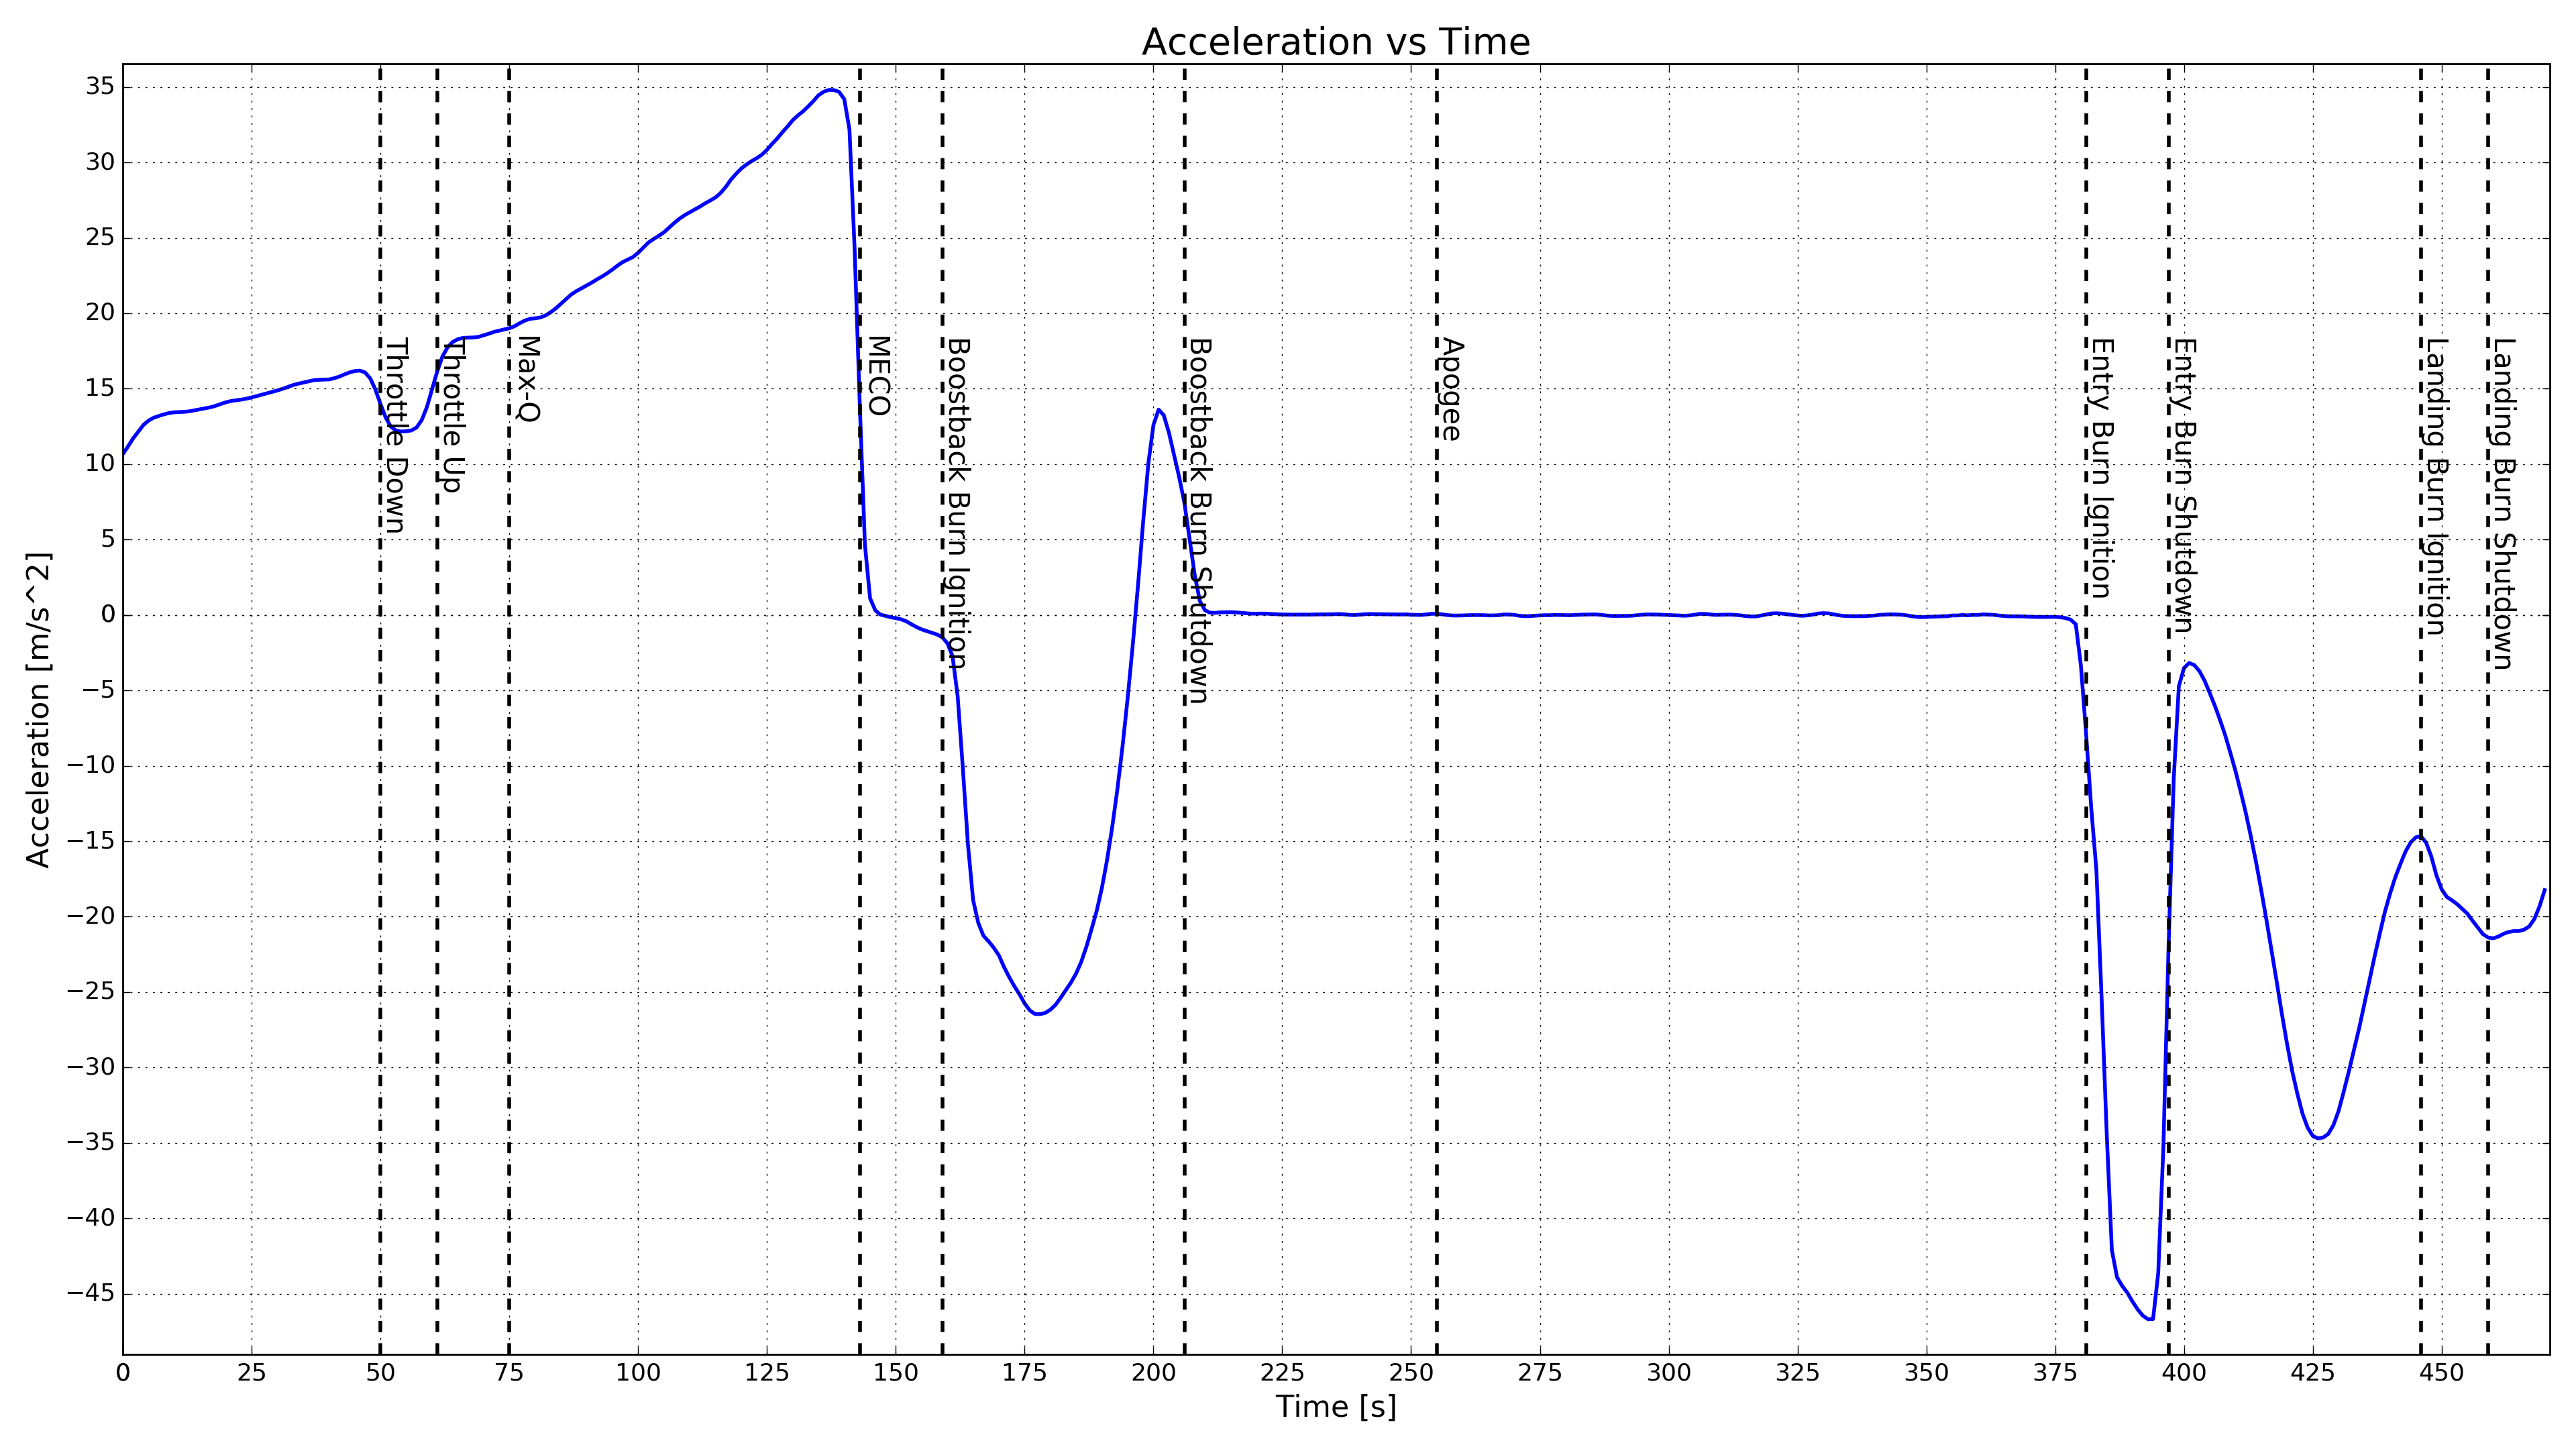 Acceleration vs Time
Acceleration [m/s^2]
35
30
25
20
15
10
5
0
−5
−10
−15
−20
−25
−30
−35
−40
−45
Throttle Down
Throttle Up
Max-Q
MECO
Boostback Burn Ignition
Boostback Burn Shutdown
Apogee
Entry Burn Ignition
Entry Burn Shutdown
Landing Burn Ignition
Landing Burn Shutdown
0 25 50 75 100 125 150 175 200 225 250 275 300 325 350 375 400 425 450
Time [s]